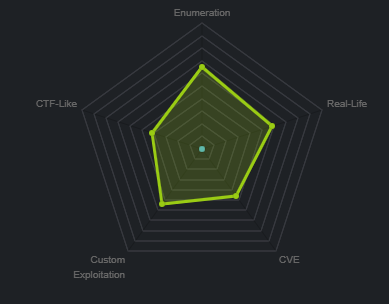 Enumeration
CTF-Like
Real-Life
Custom
Exploitation
CVE